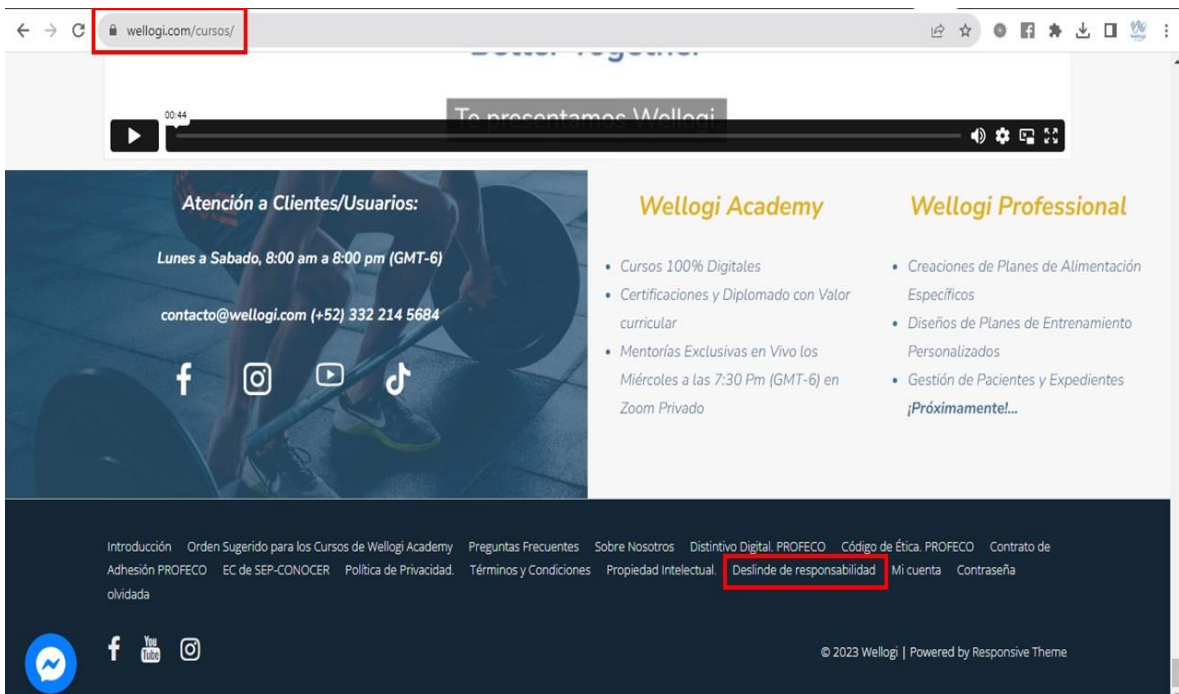 wellogi.com/cursos/
Better Together
00:44
Te presentamos Wellogi.
Atención a Clientes/Usuarios:
Lunes a Sabado, 8:00 am a 8:00 pm (GMT-6)
contacto@wellogi.com (+52) 332 214 5684
Wellogi Academy
• Cursos 100% Digitales
• Certificaciones y Diplomado con Valor
curricular
• Mentorías Exclusivas en Vivo los
Miércoles a las 7:30 Pm (GMT-6) en
Zoom Privado
Wellogi Professional
• Creaciones de Planes de Alimentación
Específicos
• Diseños de Planes de Entrenamiento
Personalizados
• Gestión de Pacientes y Expedientes
¡Próximamente!...
Introducción Orden Sugerido para los Cursos de Wellogi Academy Preguntas Frecuentes Sobre Nosotros Distintivo Digital. PROFECO Código de Ética. PROFECO Contrato de
Adhesión PROFECO EC de SEP-CONOCER Política de Privacidad. Términos y Condiciones Propiedad Intelectual. Deslinde de responsabilidad Mi cuenta Contraseña
olvidada
You
Tube
© 2023 Wellogi | Powered by Responsive Theme